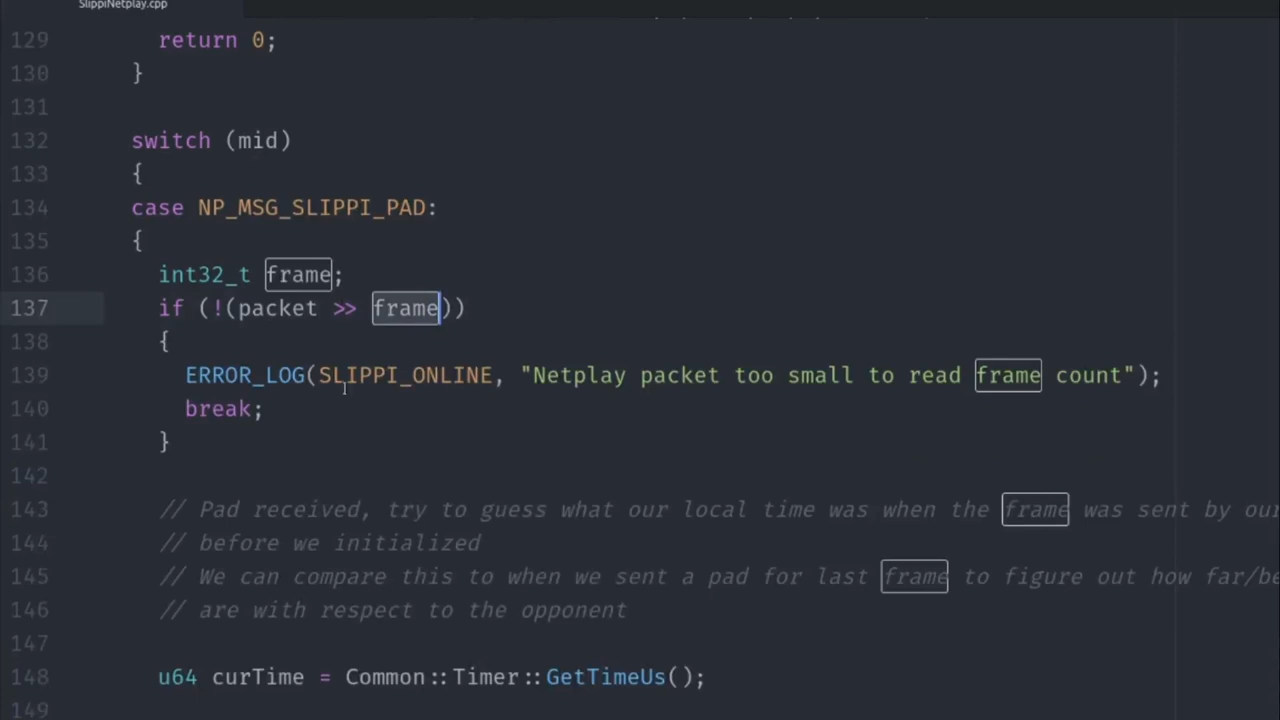 SlippiNetplay.cpp
129 return 0;
130 }
131
132 switch (mid)
133 {
134 case NP_MSG_SLIPPI_PAD:
135 {
136 int32_t frame;
137 if (!(packet >> frame))
138 {
139 ERROR_LOG(SLIPPI_ONLINE, "Netplay packet too small to read frame count");
140 break;
141 }
142
143 // Pad received, try to guess what our local time was when the frame was sent by our
144 // before we initialized
145 // We can compare this to when we sent a pad for last frame to figure out how far/be
146 // are with respect to the opponent
147
148 u64 curTime = Common::Timer::GetTimeUs();
149